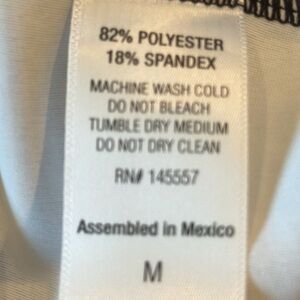 82% POLYESTER
18% SPANDEX
MACHINE WASH COLD
DO NOT BLEACH
TUMBLE DRY MEDIUM
DO NOT DRY CLEAN
RN# 145557
Assembled in Mexico
M